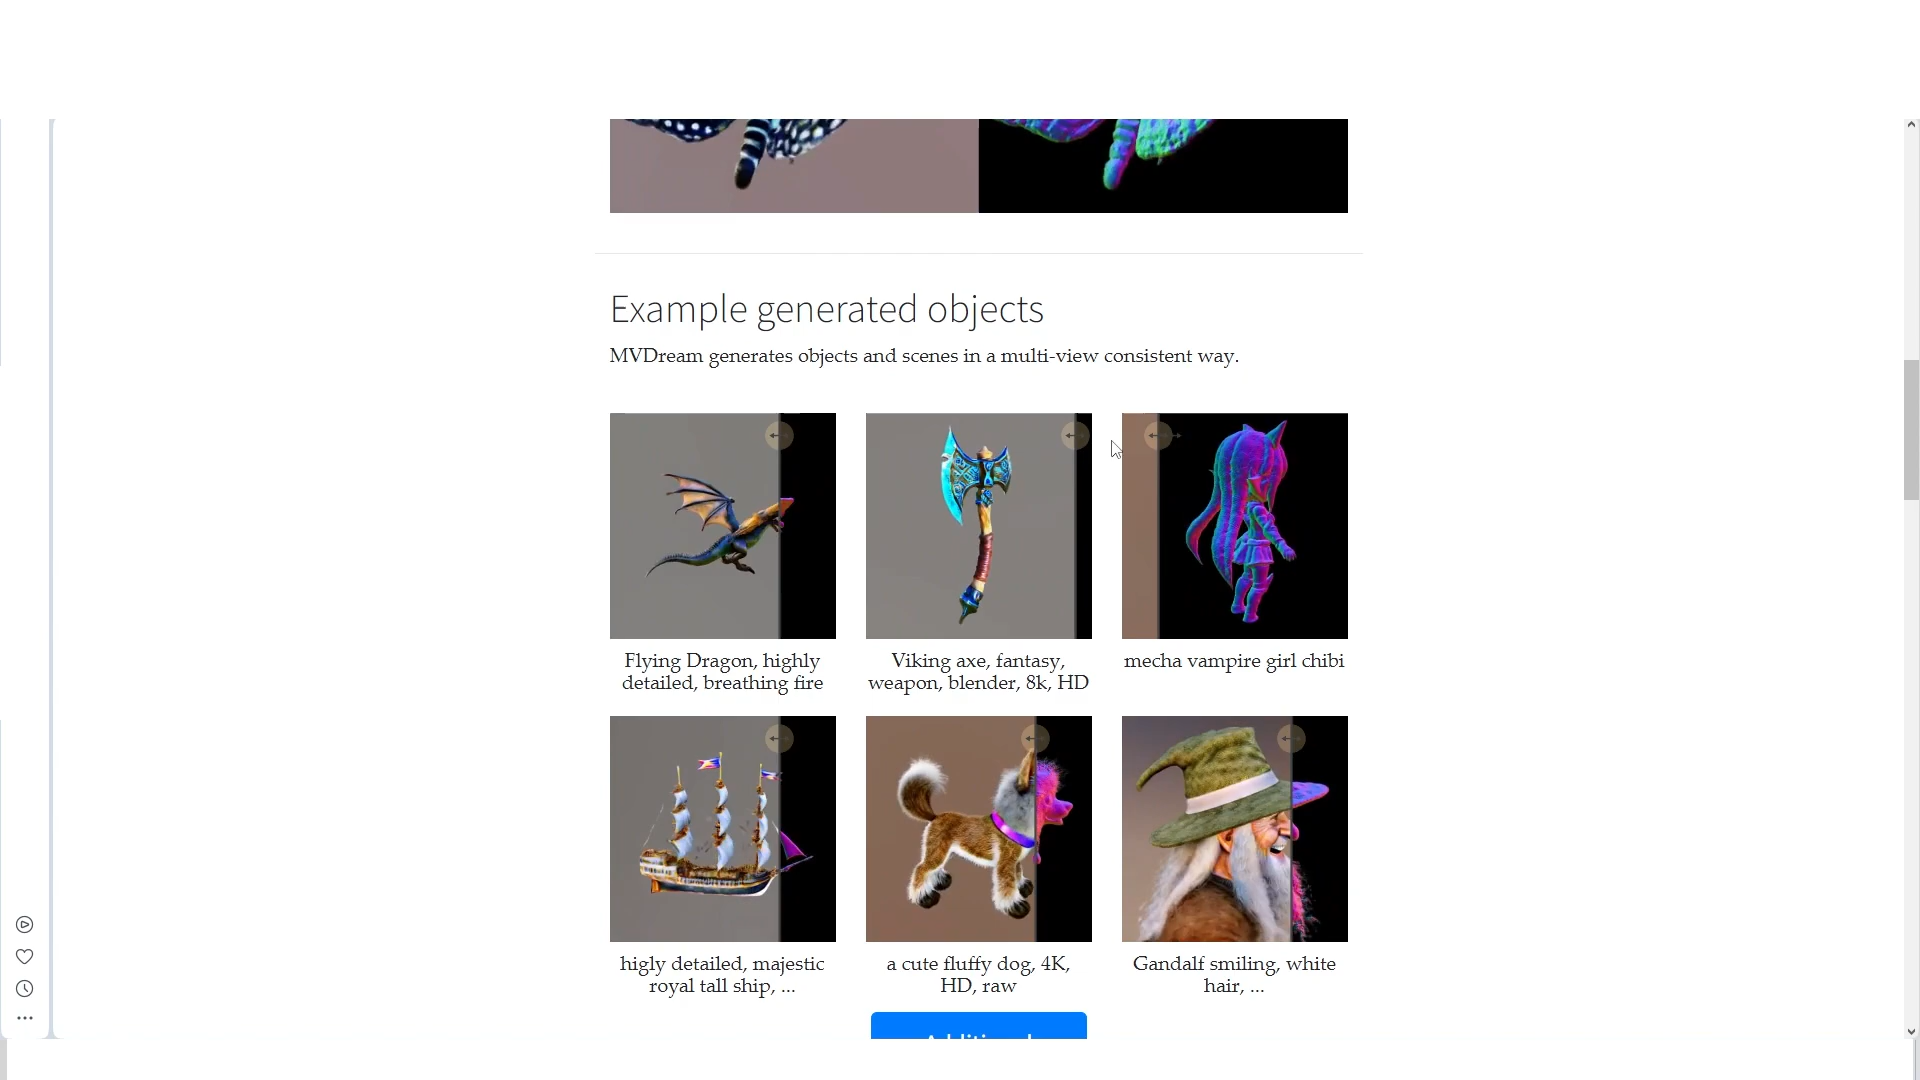 Example generated objects
MVDream generates objects and scenes in a multi-view consistent way.
Flying Dragon, highly
detailed, breathing fire
Viking axe, fantasy,
weapon, blender, 8k, HD
mecha vampire girl chibi
higly detailed, majestic
royal tall ship, ...
a cute fluffy dog, 4K,
HD, raw
Gandalf smiling, white
hair, ...